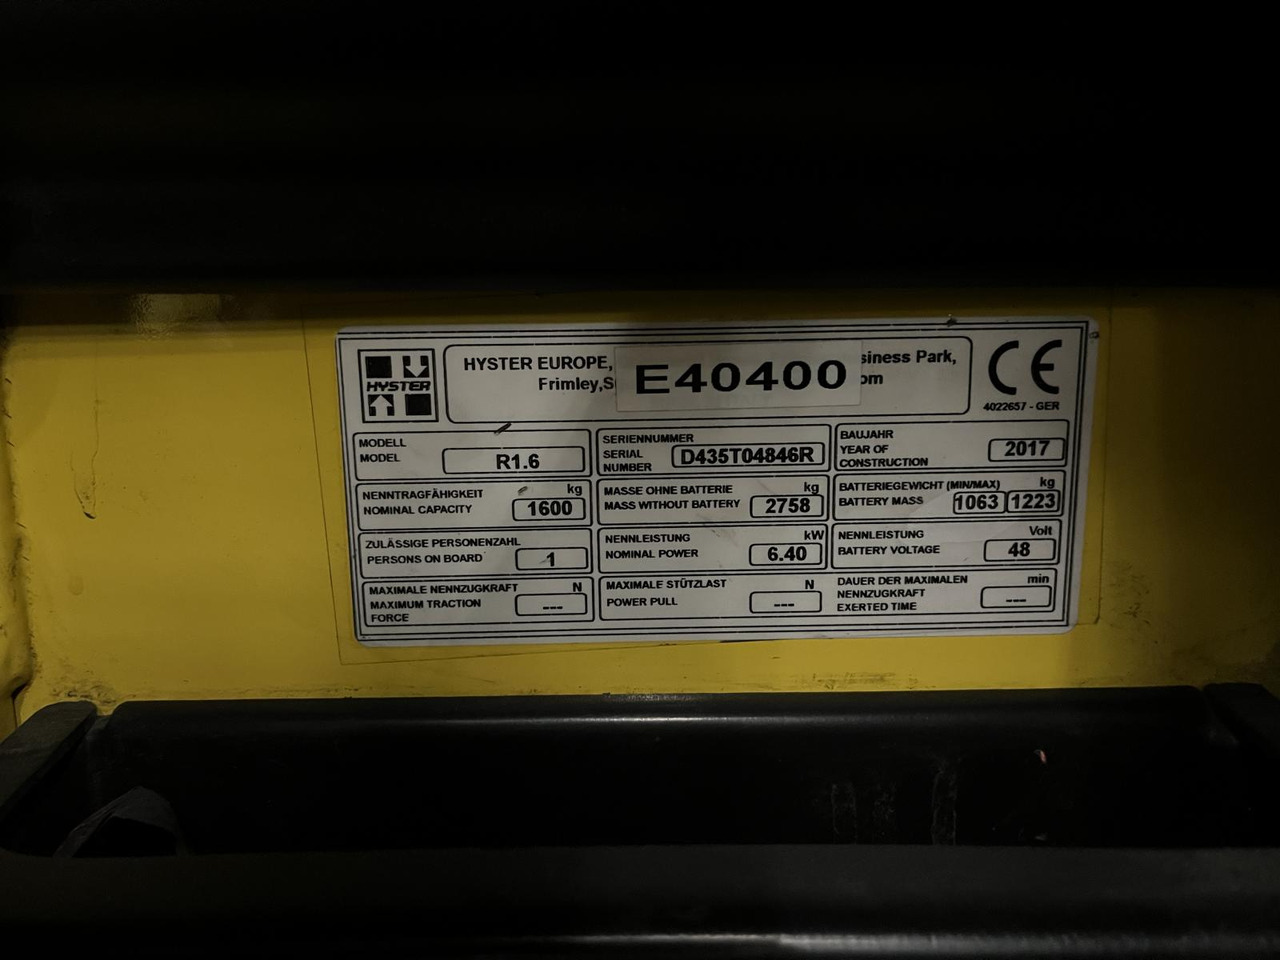 HYSTER
HYSTER EUROPE,
siness Park,
Frimley,S
om
E40400
CE
4022657 - GER
MODELL
MODEL
R1.6
SERIENNUMMER
SERIAL
NUMBER
D435T04846R
BAUJAHR
YEAR OF
CONSTRUCTION
2017
NENNTRAGFÄHIGKEIT kg
NOMINAL CAPACITY 1600
MASSE OHNE BATTERIE kg
MASS WITHOUT BATTERY 2758
BATTERIEGEWICHT (MIN/MAX) kg
BATTERY MASS 1063 1223
ZULÄSSIGE PERSONENZAHL
PERSONS ON BOARD 1
NENNLEISTUNG kW
NOMINAL POWER 6.40
NENNLEISTUNG Volt
BATTERY VOLTAGE 48
MAXIMALE NENNZUGKRAFT N
MAXIMUM TRACTION
FORCE
---
MAXIMALE STÜTZLAST N
POWER PULL ---
DAUER DER MAXIMALEN min
NENNZUGKRAFT
EXERTED TIME
---